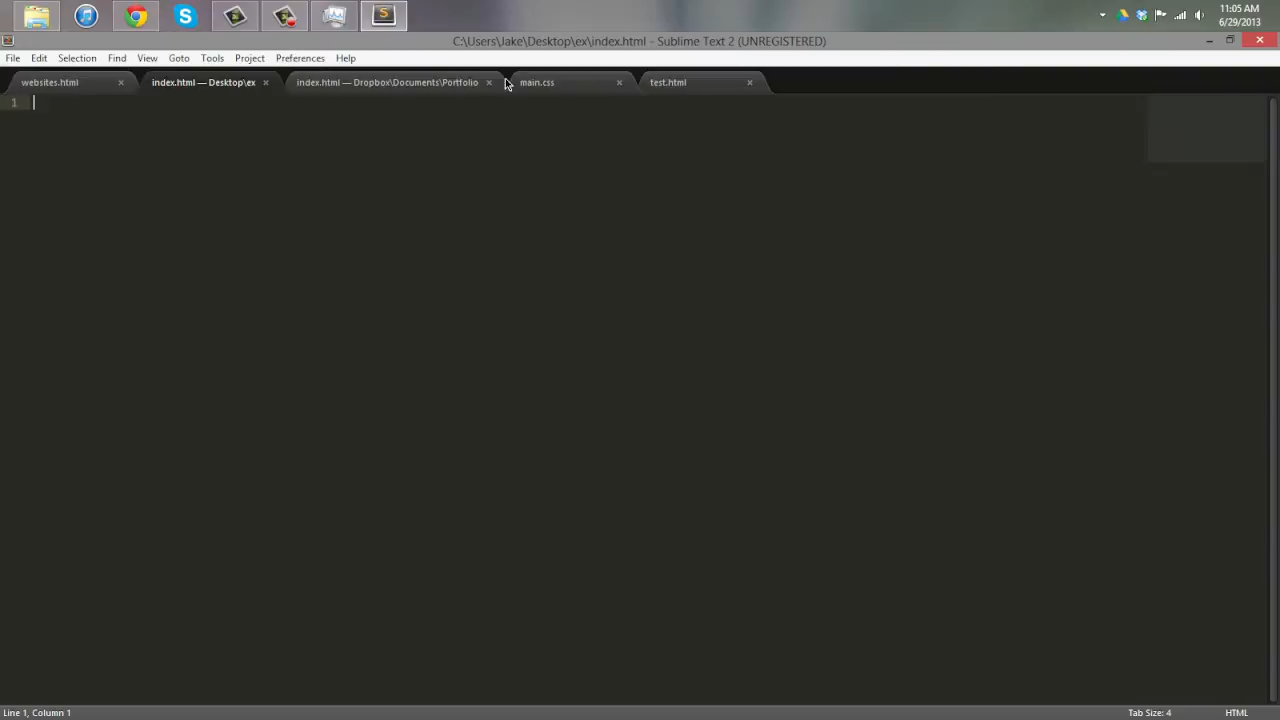 11:05 AM
6/29/2013
C:\Users\Jake\Desktop\ex\index.html - Sublime Text 2 (UNREGISTERED)
File Edit Selection Find View Goto Tools Project Preferences Help
websites.html × index.html — Desktop\ex × index.html — Dropbox\Documents\Portfolio × main.css × test.html ×
1
Line 1, Column 1 Tab Size: 4 HTML